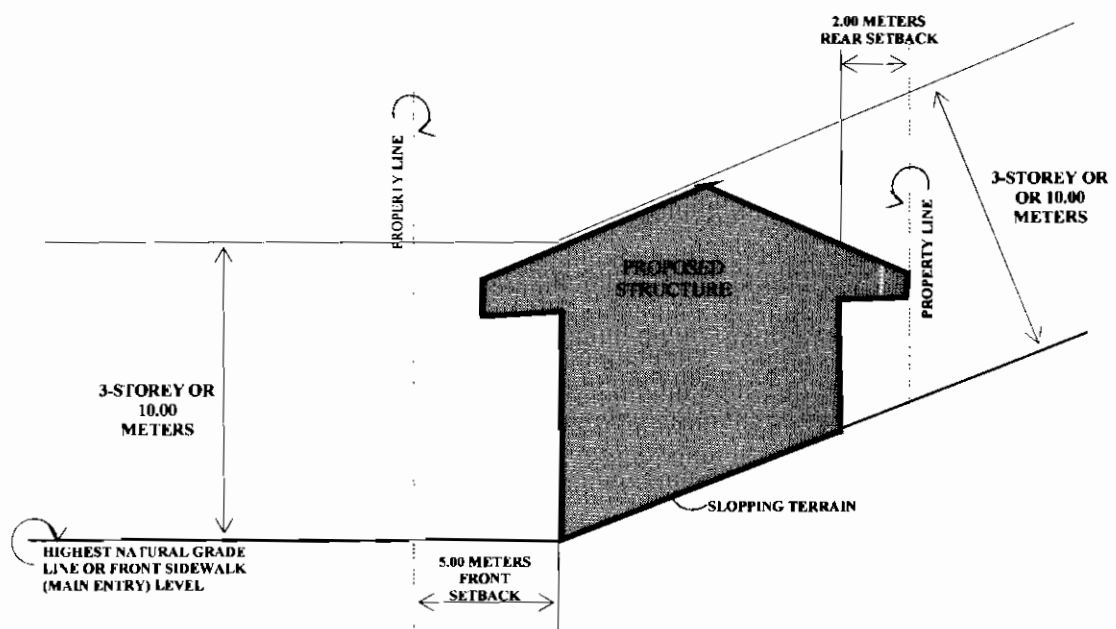 2.00 METERS
REAR SETBACK
PROPERTY LINE
3-STOREY OR
OR 10.00
METERS
PROPERTY LINE
PROPOSED
STRUCTURE
3-STOREY OR
10.00
METERS
SLOPPING TERRAIN
HIGHEST NATURAL GRADE
LINE OR FRONT SIDEWALK
(MAIN ENTRY) LEVEL
5.00 METERS
FRONT
SETBACK